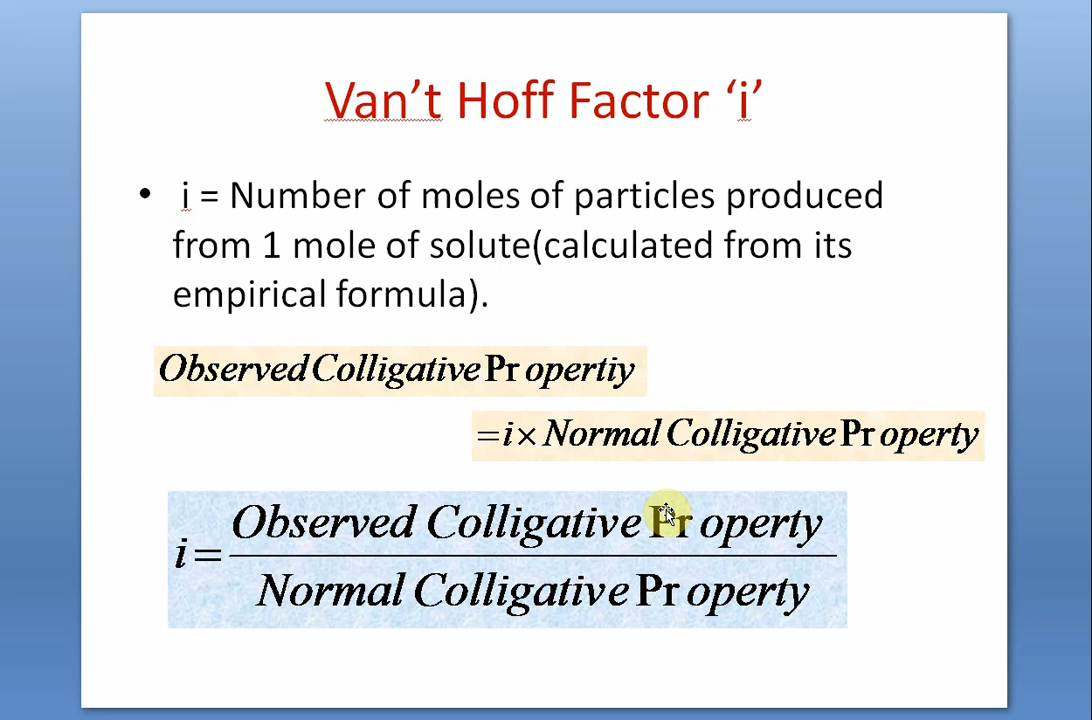 Van’t Hoff Factor ‘i’
• i = Number of moles of particles produced
from 1 mole of solute(calculated from its
empirical formula).
Observed Colligative Pr opertiy
= i × Normal Colligative Pr operty
i = Observed Colligative Pr operty
Normal Colligative Pr operty